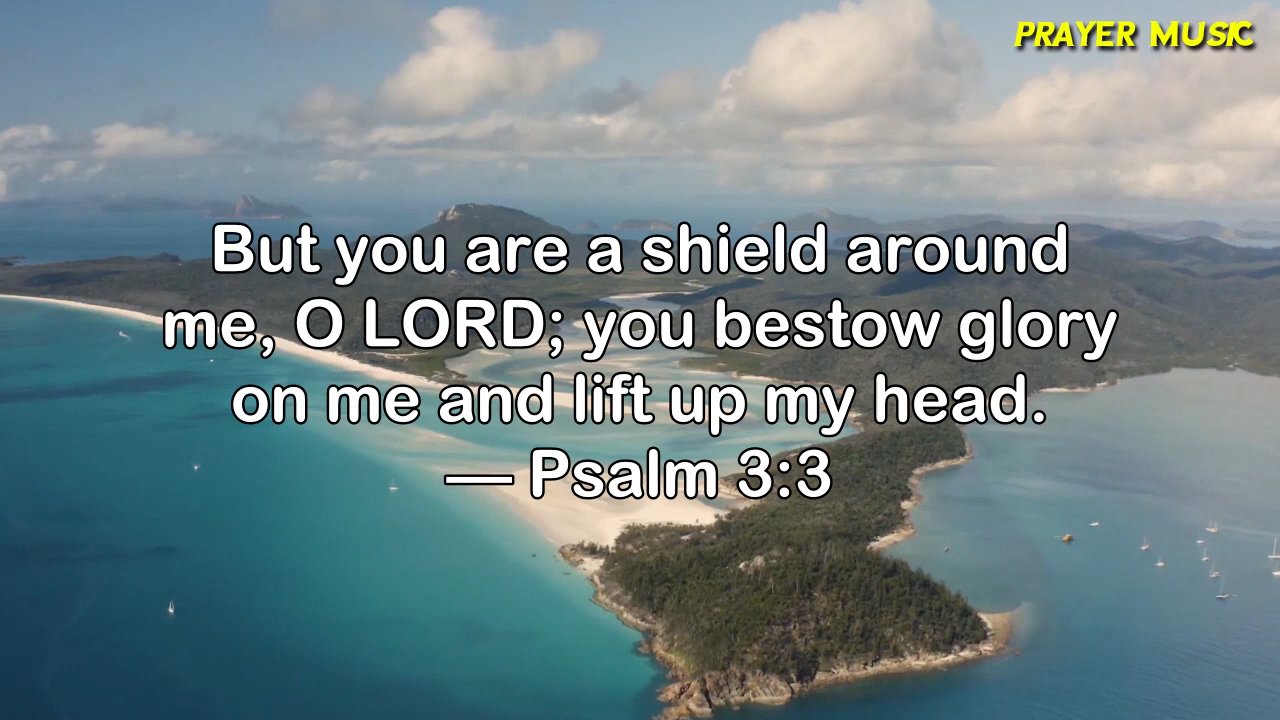 PRAYER MUSIC
But you are a shield around
me, O LORD; you bestow glory
on me and lift up my head.
— Psalm 3:3